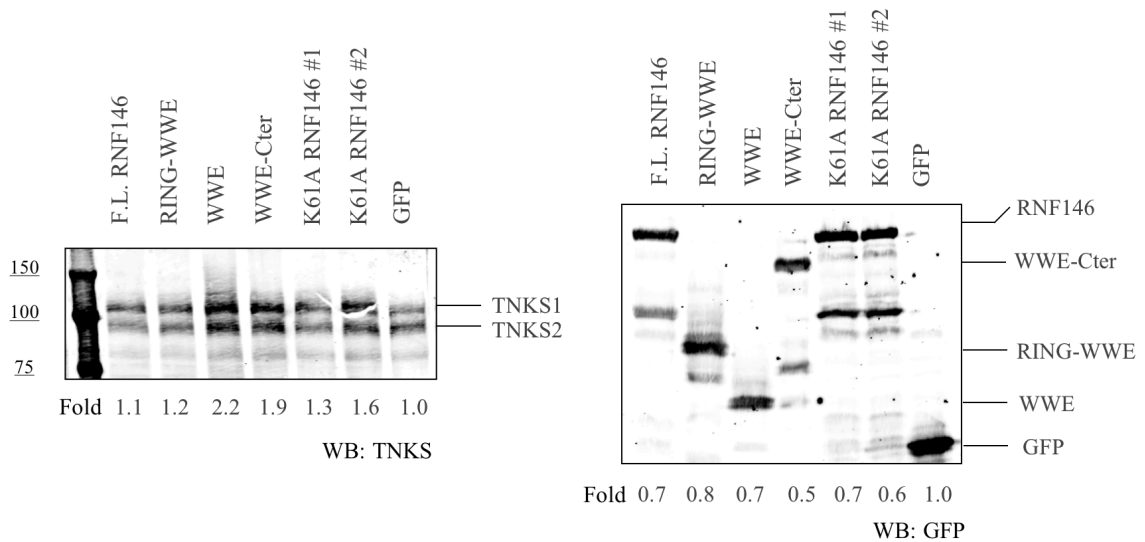 F.L. RNF146
RING-WWE
WWE
WWE-Cter
K61A RNF146 #1
K61A RNF146 #2
GFP
150
100
75
TNKS1
TNKS2
Fold 1.1 1.2 2.2 1.9 1.3 1.6 1.0
WB: TNKS
F.L. RNF146
RING-WWE
WWE
WWE-Cter
K61A RNF146 #1
K61A RNF146 #2
GFP
RNF146
WWE-Cter
RING-WWE
WWE
GFP
Fold 0.7 0.8 0.7 0.5 0.7 0.6 1.0
WB: GFP